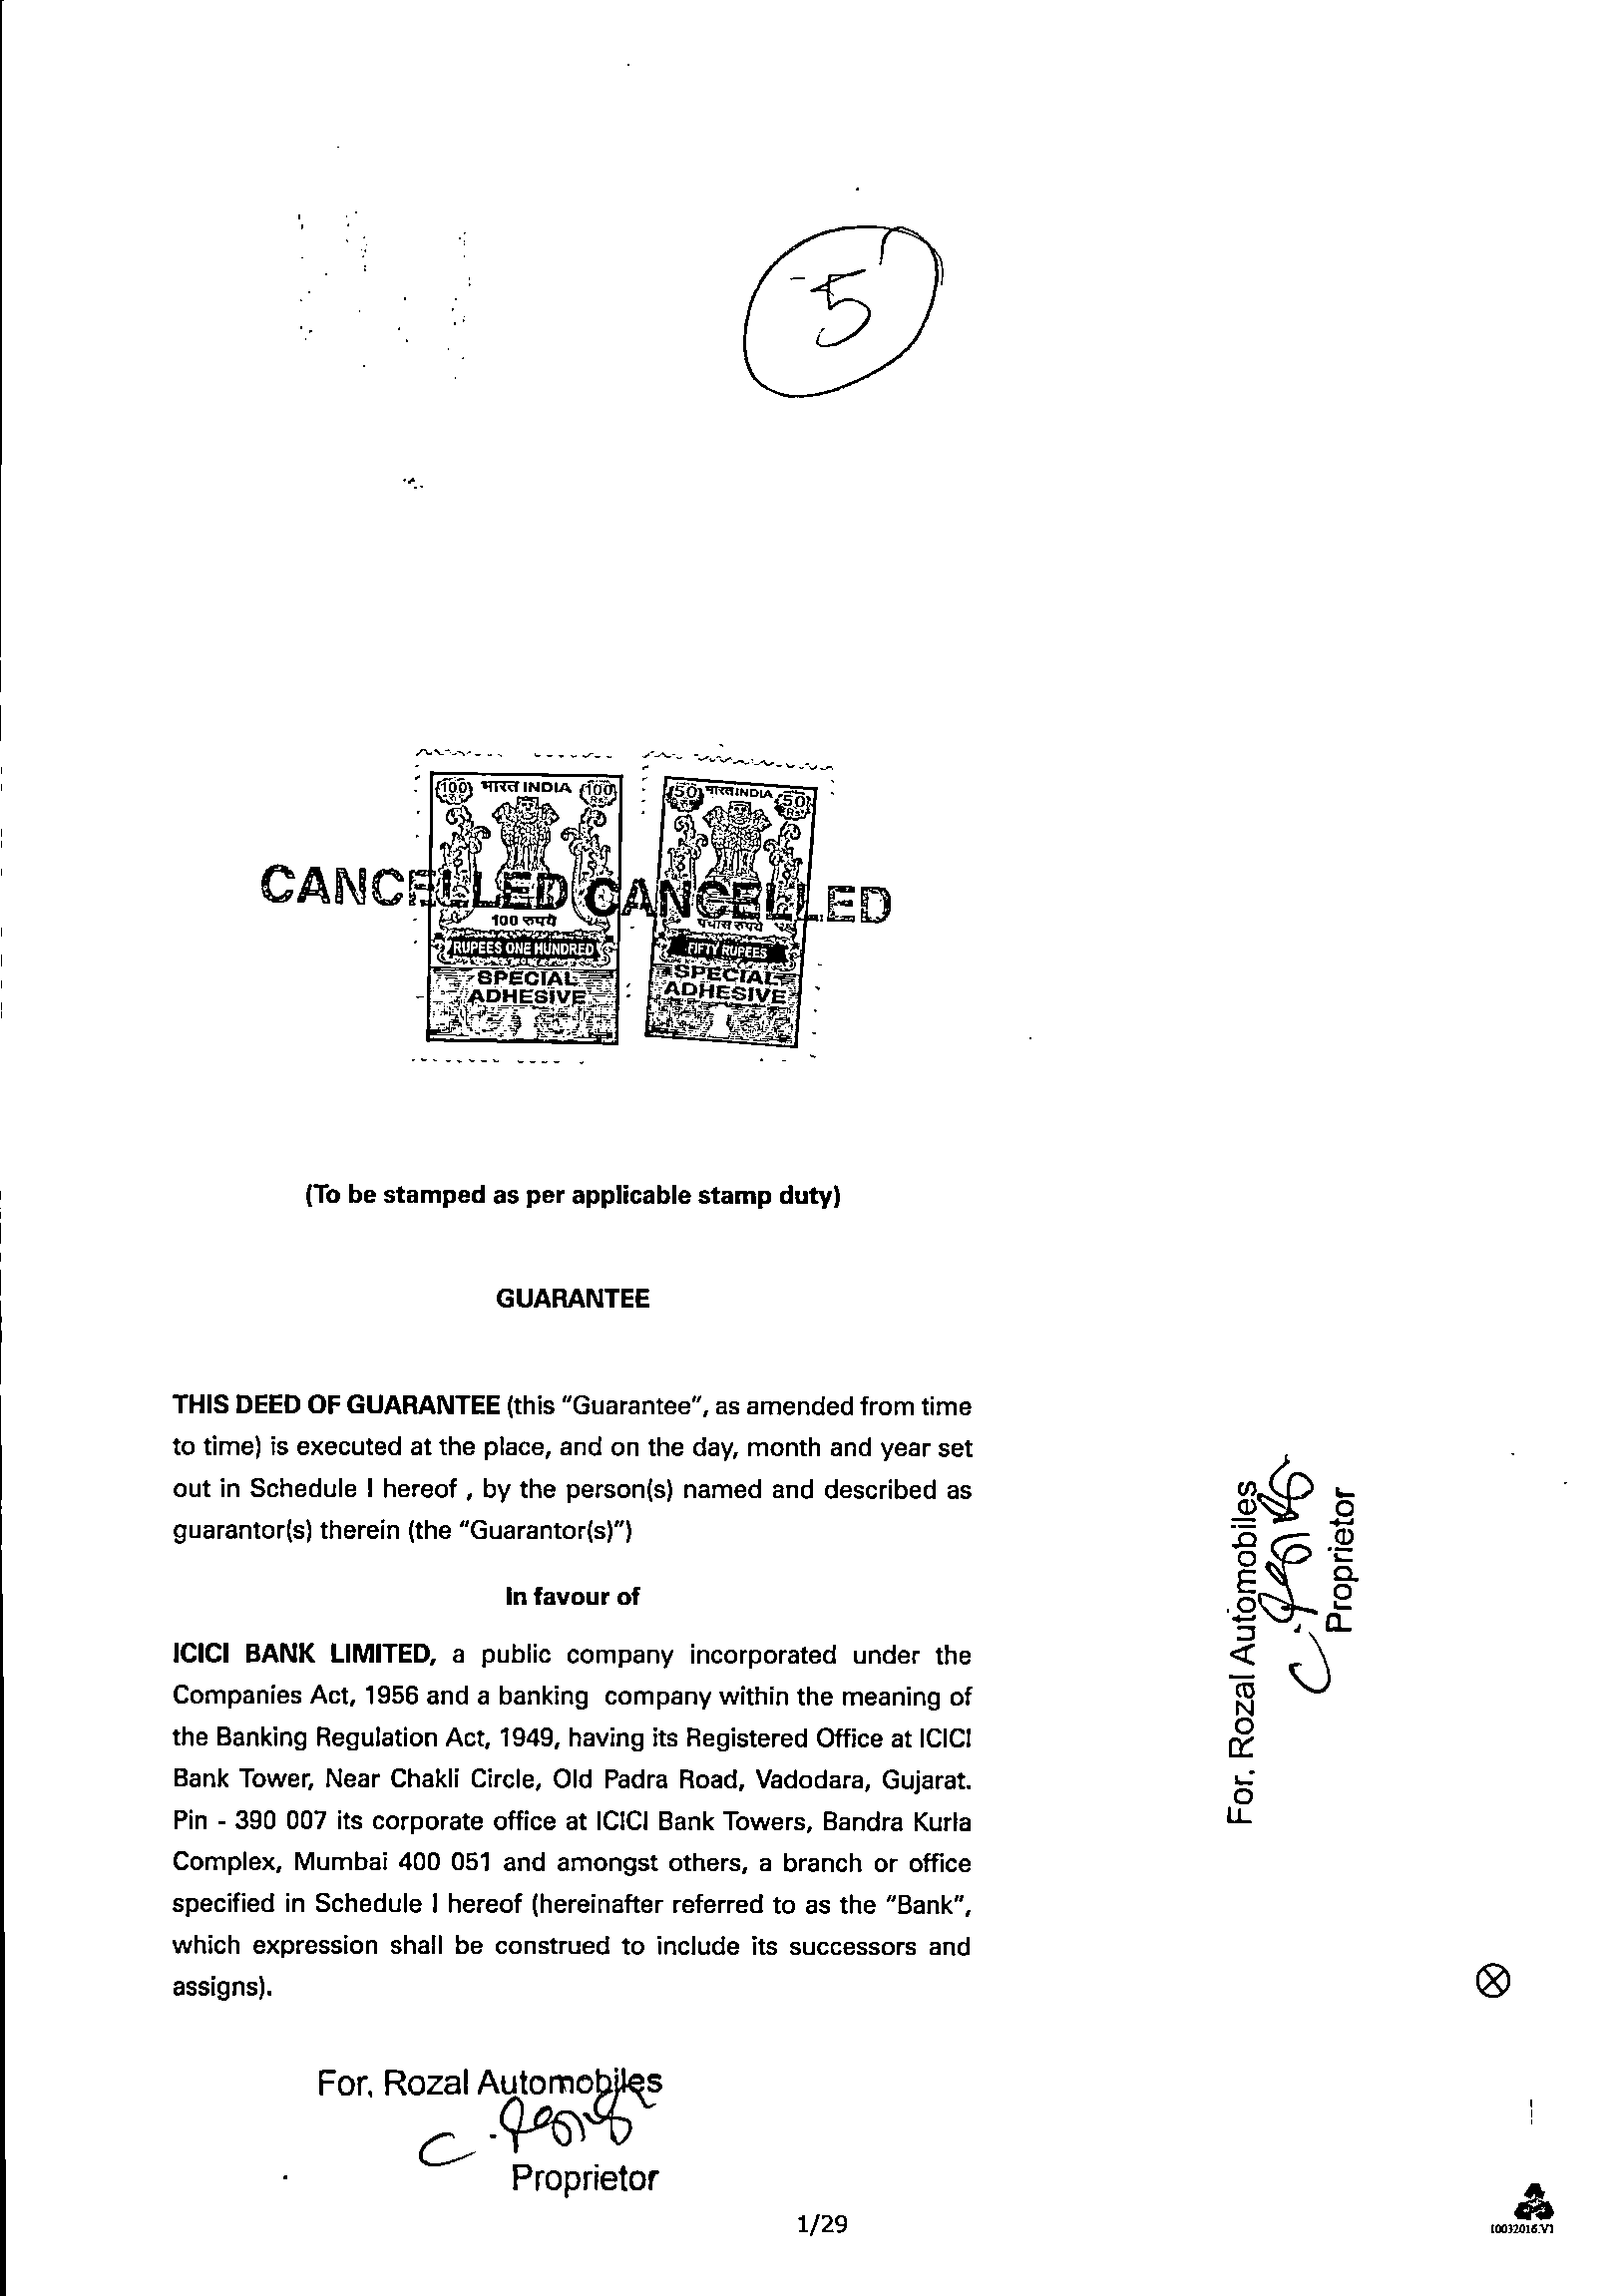 5
100 रु. भारत INDIA 100 Rs.
50 रु. भारत INDIA 50 Rs.
CANCELLED CANCELLED
100 रुपये
पचास रुपये
RUPEES ONE HUNDRED
FIFTY RUPEES
SPECIAL
ADHESIVE
SPECIAL
ADHESIVE
(To be stamped as per applicable stamp duty)
GUARANTEE
THIS DEED OF GUARANTEE (this "Guarantee", as amended from time
to time) is executed at the place, and on the day, month and year set
out in Schedule I hereof , by the person(s) named and described as
guarantor(s) therein (the "Guarantor(s)")
In favour of
ICICI BANK LIMITED, a public company incorporated under the
Companies Act, 1956 and a banking company within the meaning of
the Banking Regulation Act, 1949, having its Registered Office at ICICI
Bank Tower, Near Chakli Circle, Old Padra Road, Vadodara, Gujarat.
Pin - 390 007 its corporate office at ICICI Bank Towers, Bandra Kurla
Complex, Mumbai 400 051 and amongst others, a branch or office
specified in Schedule I hereof (hereinafter referred to as the "Bank",
which expression shall be construed to include its successors and
assigns).
For, Rozal Automobiles
Proprietor
For, Rozal Automobiles
Proprietor
1/29
10032016.V1